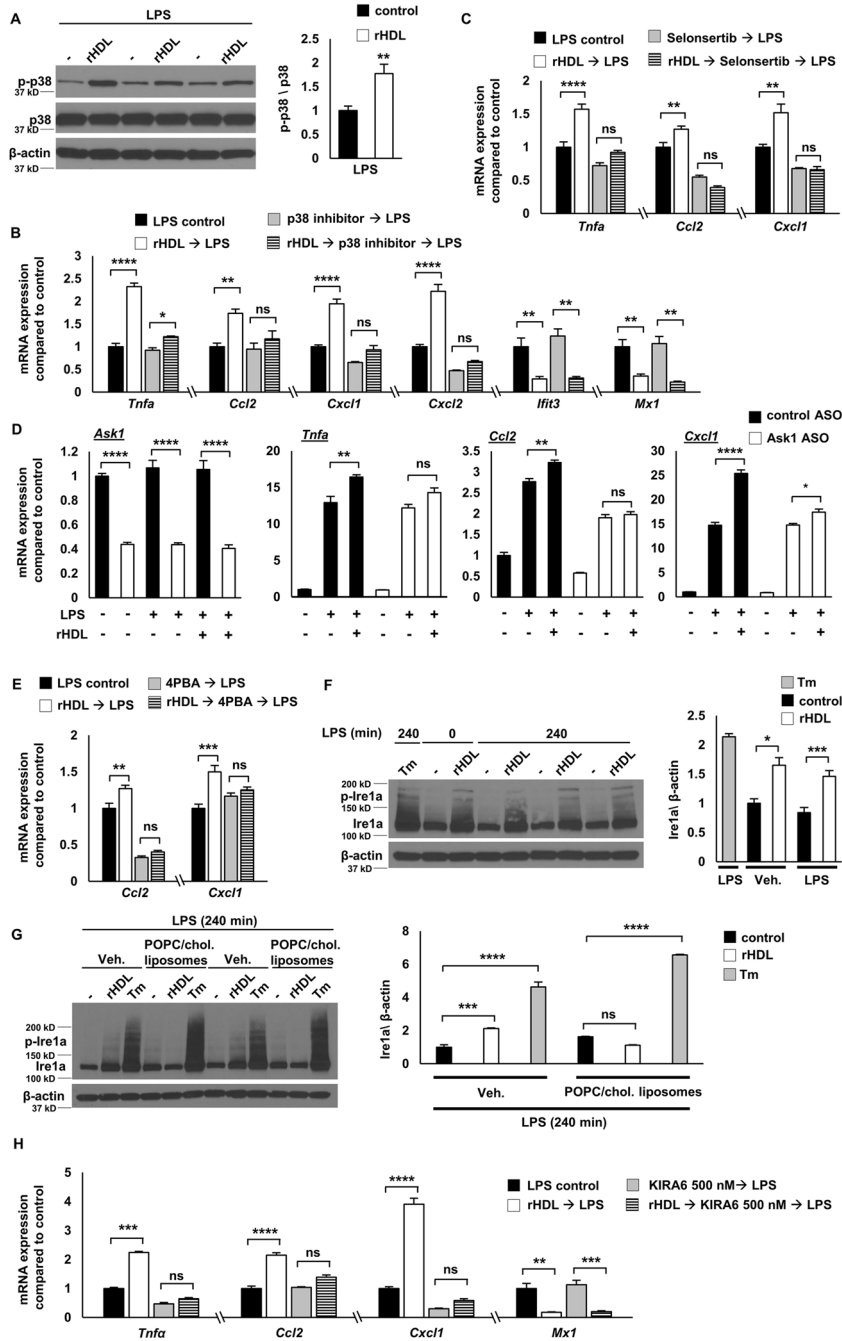 A
LPS
- rHDL - rHDL - rHDL
p-p38
37 kD
p38
β-actin
37 kD
control
rHDL
p-p38 \ p38
2.5
2
1.5
1
0.5
0
**
LPS
C
LPS control
Selonsertib → LPS
rHDL → LPS
rHDL → Selonsertib → LPS
mRNA expression
compared to control
2
1.5
1
0.5
0
**** ns ** ns ** ns
Tnfa Ccl2 Cxcl1
B
LPS control
p38 inhibitor → LPS
rHDL → LPS
rHDL → p38 inhibitor → LPS
mRNA expression
compared to control
3
2.5
2
1.5
1
0.5
0
**** * ** ns **** ns **** ns ** ** ** **
Tnfa Ccl2 Cxcl1 Cxcl2 Ifit3 Mx1
D
control ASO
Ask1 ASO
mRNA expression
compared to control
Ask1
1.2
1
0.8
0.6
0.4
0.2
0
**** **** ****
Tnfa
20
15
10
5
0
** ns
Ccl2
3.5
2.8
2.1
1.4
0.7
0
** ns
Cxcl1
30
25
20
15
10
5
0
**** *
LPS - - + + + + - + + - + + - + + - + + - + + - + +
rHDL - - - - + + - - + - - + - - + - - + - - + - - +
E
LPS control
4PBA → LPS
rHDL → LPS
rHDL → 4PBA → LPS
mRNA expression
compared to control
2
1.5
1
0.5
0
** ns *** ns
Ccl2 Cxcl1
F
LPS (min) 240 0 240
Tm - rHDL - rHDL - rHDL - rHDL
200 kD
p-Ire1a
150 kD
Ire1a
100 kD
β-actin
37 kD
Tm
control
rHDL
Ire1a\ β-actin
2.5
2
1.5
1
0.5
0
* ***
LPS Veh. LPS
G
LPS (240 min)
Veh. POPC/chol. liposomes Veh. POPC/chol. liposomes
- rHDL Tm - rHDL Tm - rHDL Tm - rHDL Tm
200 kD
p-Ire1a
150 kD
Ire1a
100 kD
β-actin
37 kD
control
rHDL
Tm
Ire1a\ β-actin
8
6
4
2
0
*** **** ns ****
Veh. POPC/chol. liposomes
LPS (240 min)
H
LPS control
KIRA6 500 nM→ LPS
rHDL → LPS
rHDL → KIRA6 500 nM → LPS
mRNA expression
compared to control
5
4
3
2
1
0
*** ns **** ns **** ns ** ***
Tnfα Ccl2 Cxcl1 Mx1